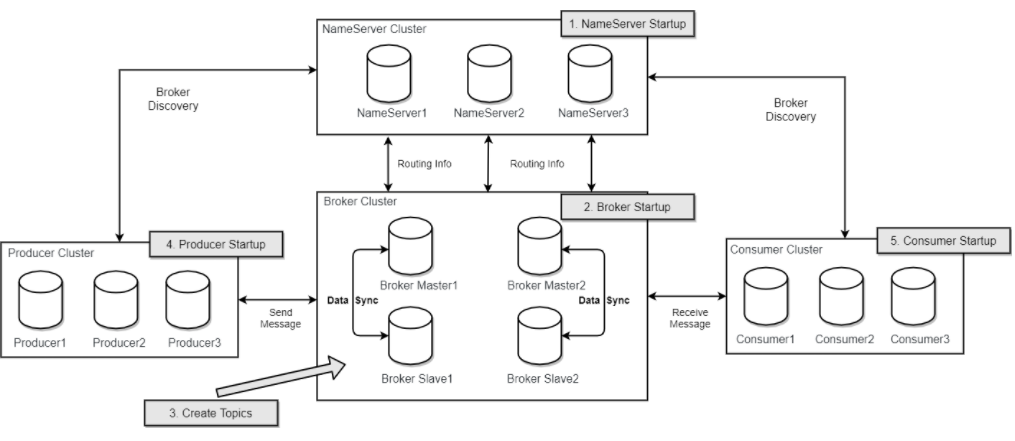 1. NameServer Startup
NameServer Cluster
NameServer1
NameServer2
NameServer3
Broker
Discovery
Broker
Discovery
Routing Info
Routing Info
2. Broker Startup
Broker Cluster
Broker Master1
Broker Master2
Data Sync
Data Sync
Broker Slave1
Broker Slave2
4. Producer Startup
Producer Cluster
Producer1
Producer2
Producer3
Send
Message
5. Consumer Startup
Consumer Cluster
Consumer1
Consumer2
Consumer3
Receive
Message
3. Create Topics